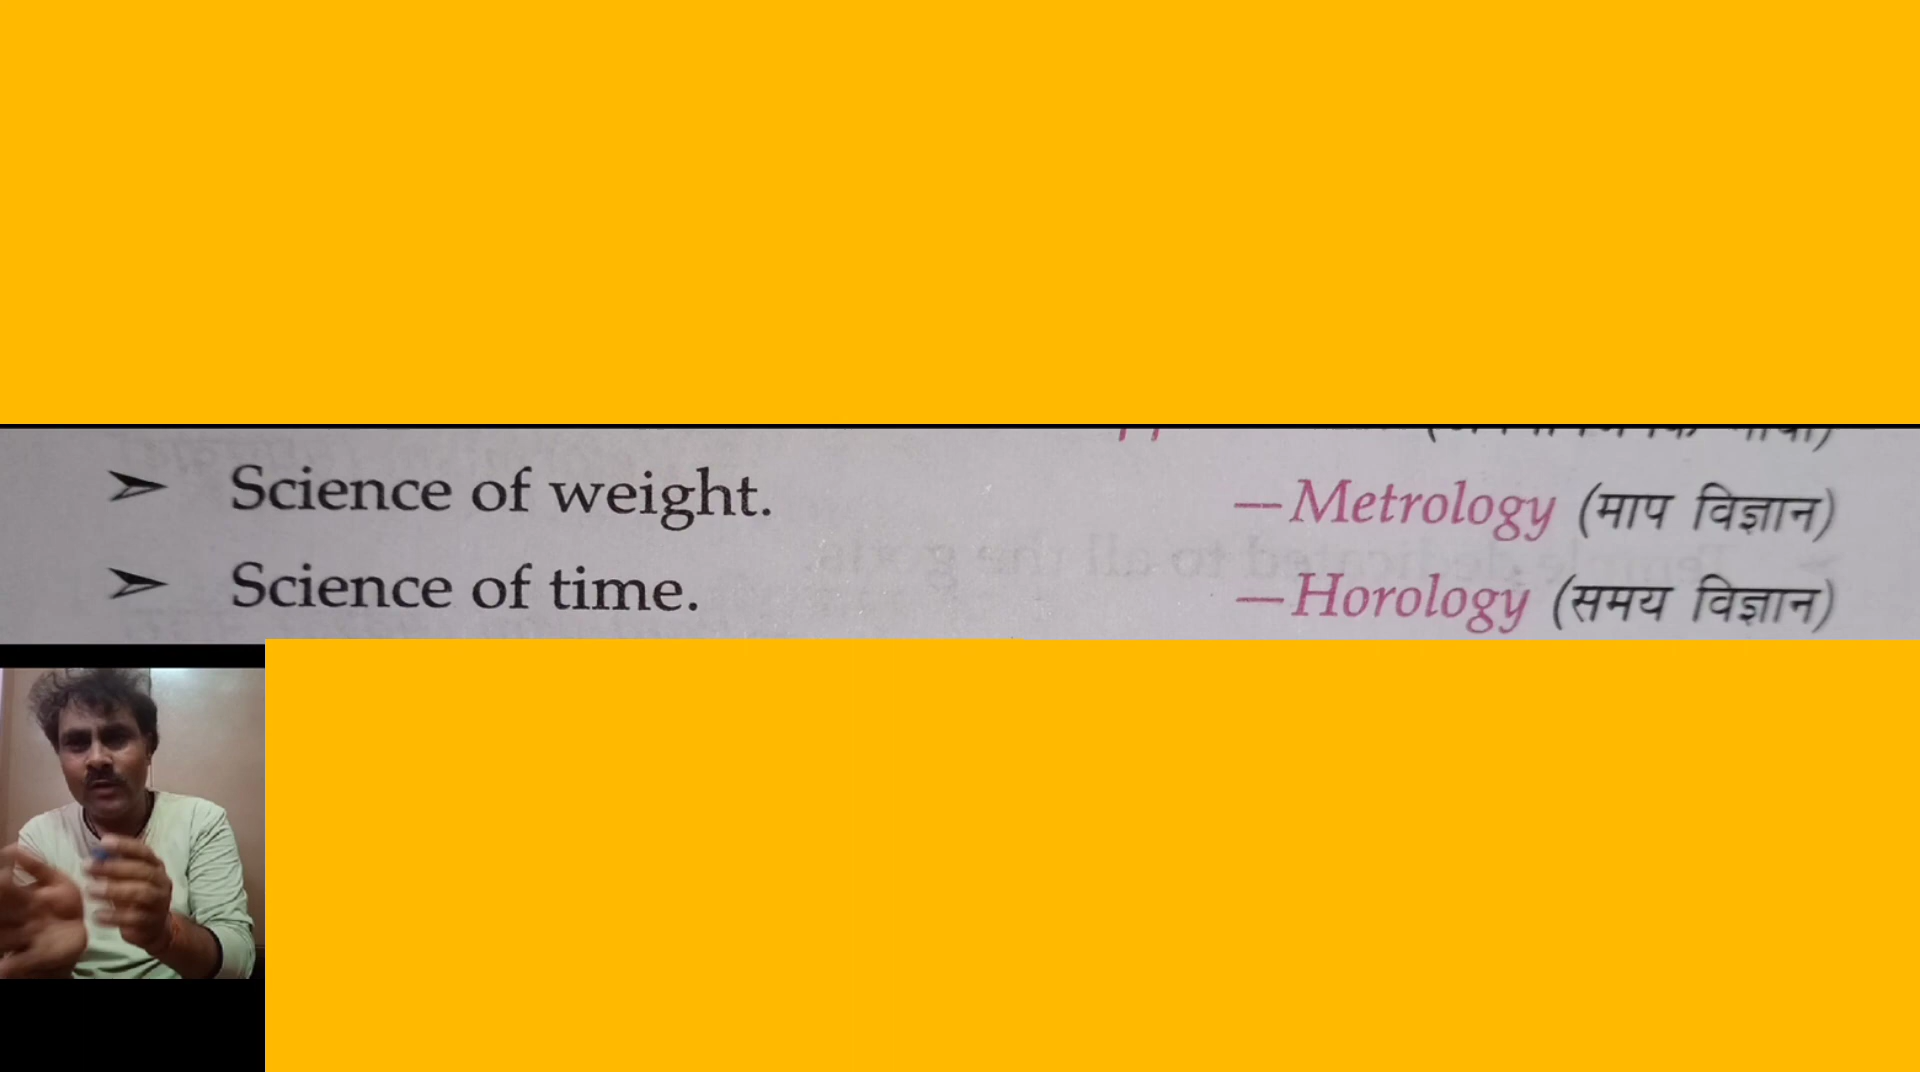 ➢ Science of weight. —Metrology (माप विज्ञान)
➢ Science of time. —Horology (समय विज्ञान)